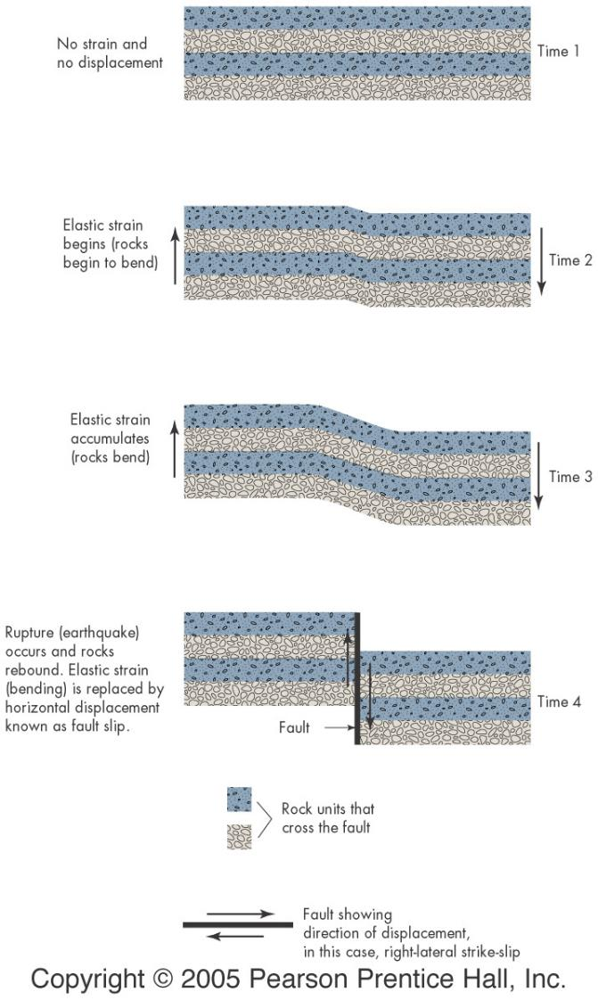 No strain and
no displacement
Time 1
Elastic strain
begins (rocks
begin to bend)
Time 2
Elastic strain
accumulates
(rocks bend)
Time 3
Rupture (earthquake)
occurs and rocks
rebound. Elastic strain
(bending) is replaced by
horizontal displacement
known as fault slip.
Fault
Time 4
Rock units that
cross the fault
Fault showing
direction of displacement,
in this case, right-lateral strike-slip
Copyright © 2005 Pearson Prentice Hall, Inc.